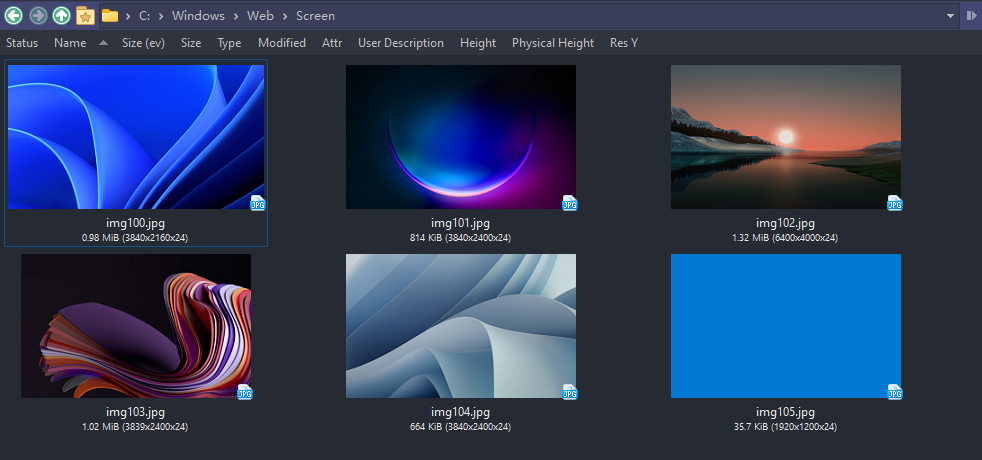 C: › Windows › Web › Screen
Status Name Size (ev) Size Type Modified Attr User Description Height Physical Height Res Y
JPG JPG JPG
img100.jpg img101.jpg img102.jpg
0.98 MiB (3840x2160x24) 814 KiB (3840x2400x24) 1.32 MiB (6400x4000x24)
JPG JPG JPG
img103.jpg img104.jpg img105.jpg
1.02 MiB (3839x2400x24) 664 KiB (3840x2400x24) 35.7 KiB (1920x1200x24)